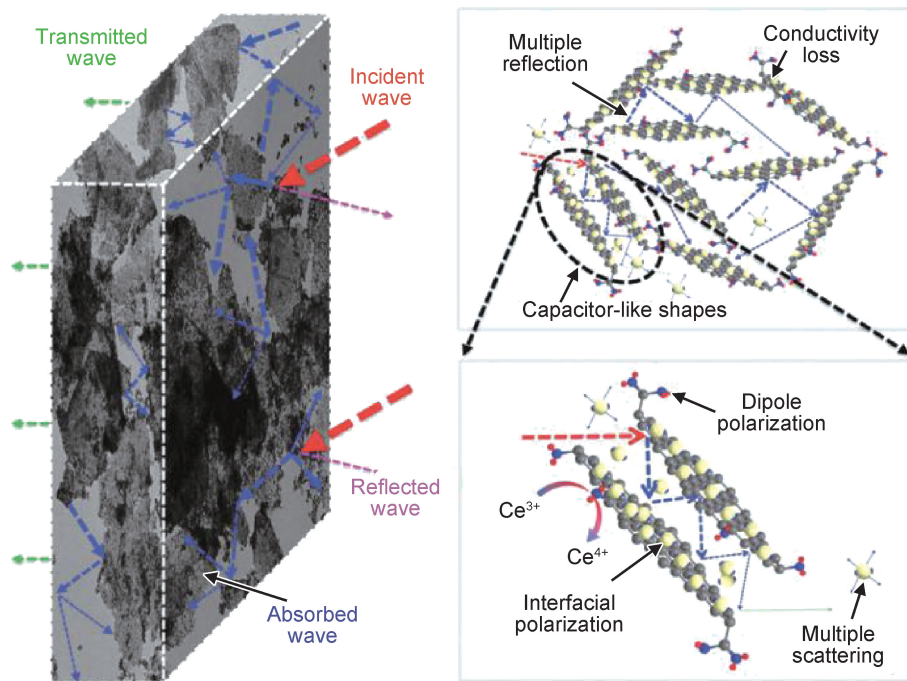 Transmitted
wave
Incident
wave
Reflected
wave
Absorbed
wave
Multiple
reflection
Conductivity
loss
Capacitor-like shapes
Dipole
polarization
Ce³⁺
Ce⁴⁺
Interfacial
polarization
Multiple
scattering